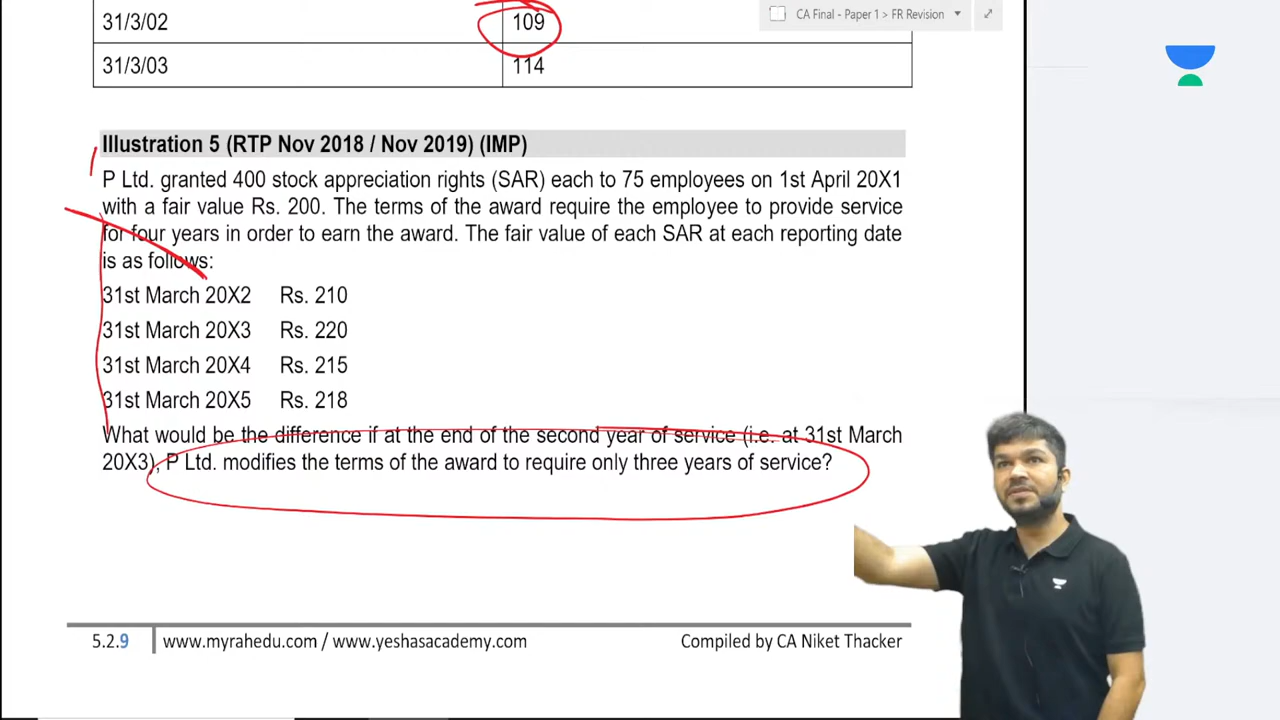 31/3/02 109
CA Final - Paper 1 > FR Revision
31/3/03 114
Illustration 5 (RTP Nov 2018 / Nov 2019) (IMP)
P Ltd. granted 400 stock appreciation rights (SAR) each to 75 employees on 1st April 20X1
with a fair value Rs. 200. The terms of the award require the employee to provide service
for four years in order to earn the award. The fair value of each SAR at each reporting date
is as follows:
31st March 20X2 Rs. 210
31st March 20X3 Rs. 220
31st March 20X4 Rs. 215
31st March 20X5 Rs. 218
What would be the difference if at the end of the second year of service (i.e. at 31st March
20X3), P Ltd. modifies the terms of the award to require only three years of service?
5.2.9 www.myrahedu.com / www.yeshasacademy.com Compiled by CA Niket Thacker